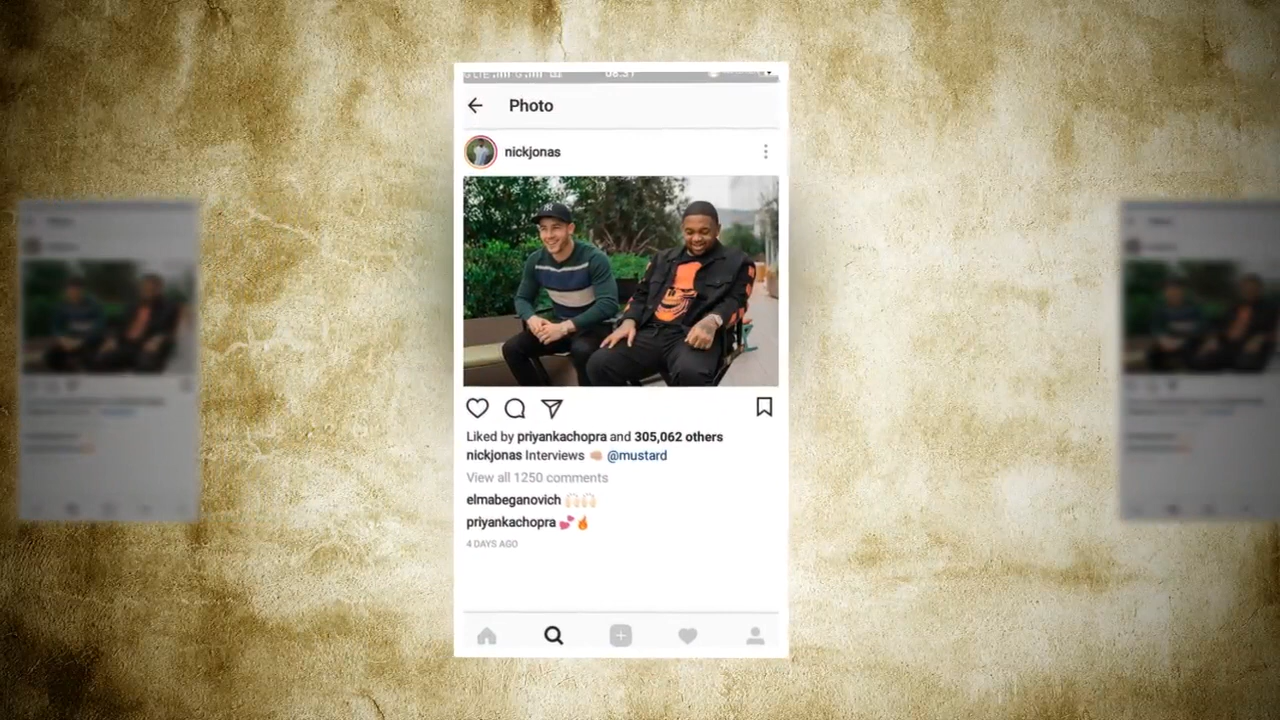 Photo
nickjonas
Liked by priyankachopra and 305,062 others
nickjonas Interviews 👊🏼 @mustard
View all 1250 comments
elmabeganovich 🙌🏻🙌🏻
priyankachopra 💞🔥
4 DAYS AGO